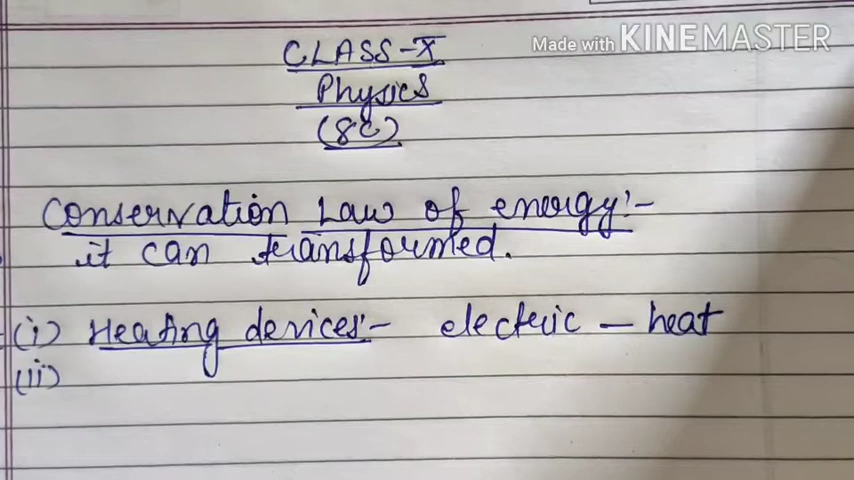 Made with KINEMASTER
CLASS-X
Physics
(8C)
Conservation Law of energy:-
it can transformed.
(i) Heating devices:- electric - heat
(ii)